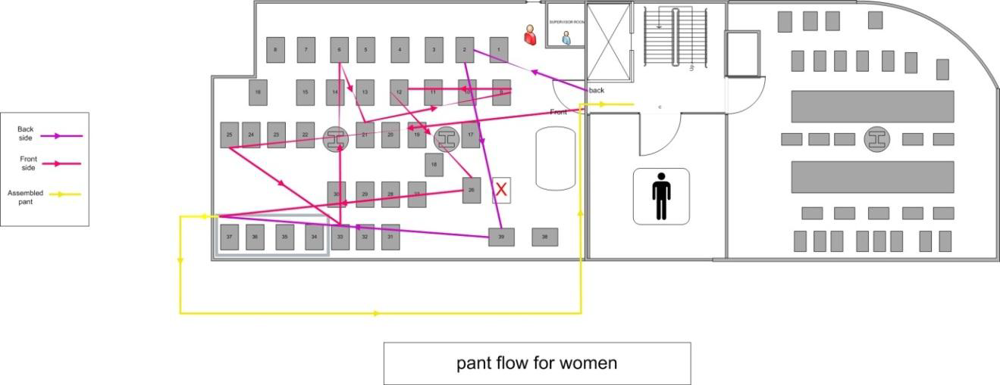 SUPERVISOR ROOM
8 7 6 5 4 3 2 1
16 15 14 13 12 11 10 9
back
Front
c
25 24 23 22 21 20 19 17
18
30 29 28 26 X
37 36 35 34 33 32 31 39 38
Back
side
Front
side
Assembled
pant
pant flow for women